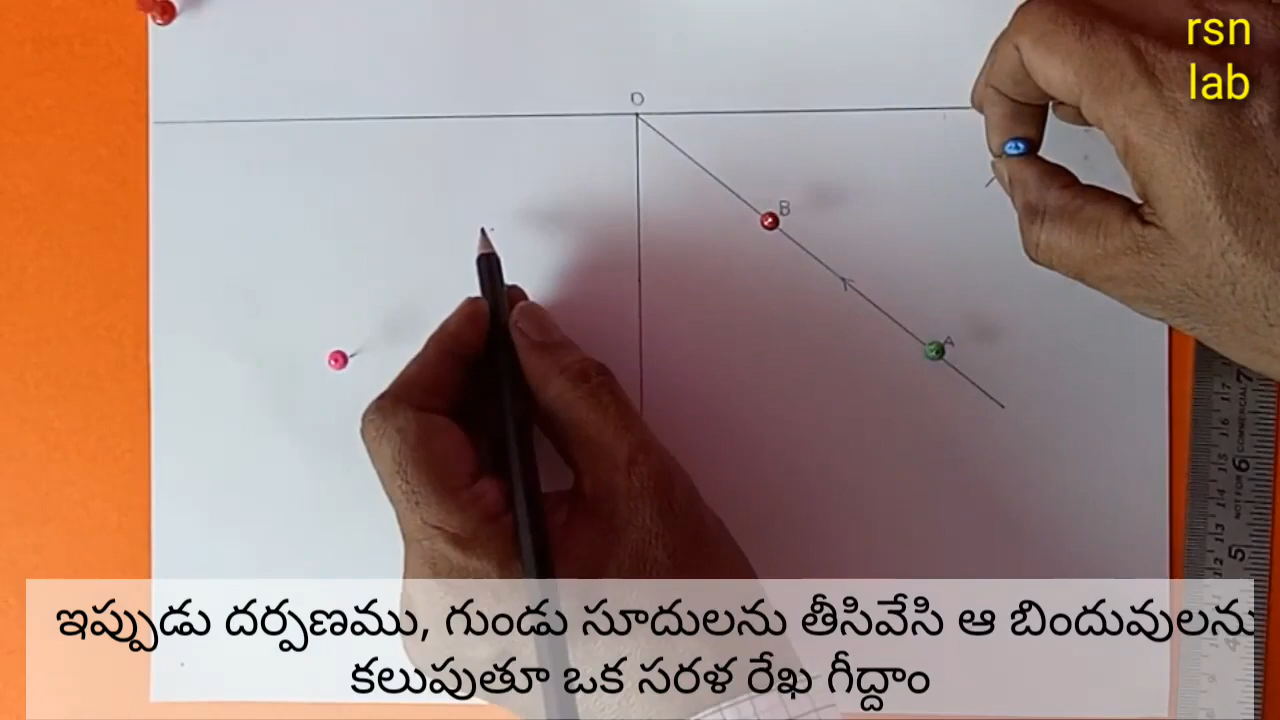 rsn
lab
O
B
A
ఇప్పుడు దర్పణము, గుండు సూదులను తీసివేసి ఆ బిందువులను
కలుపుతూ ఒక సరళ రేఖ గీద్దాం